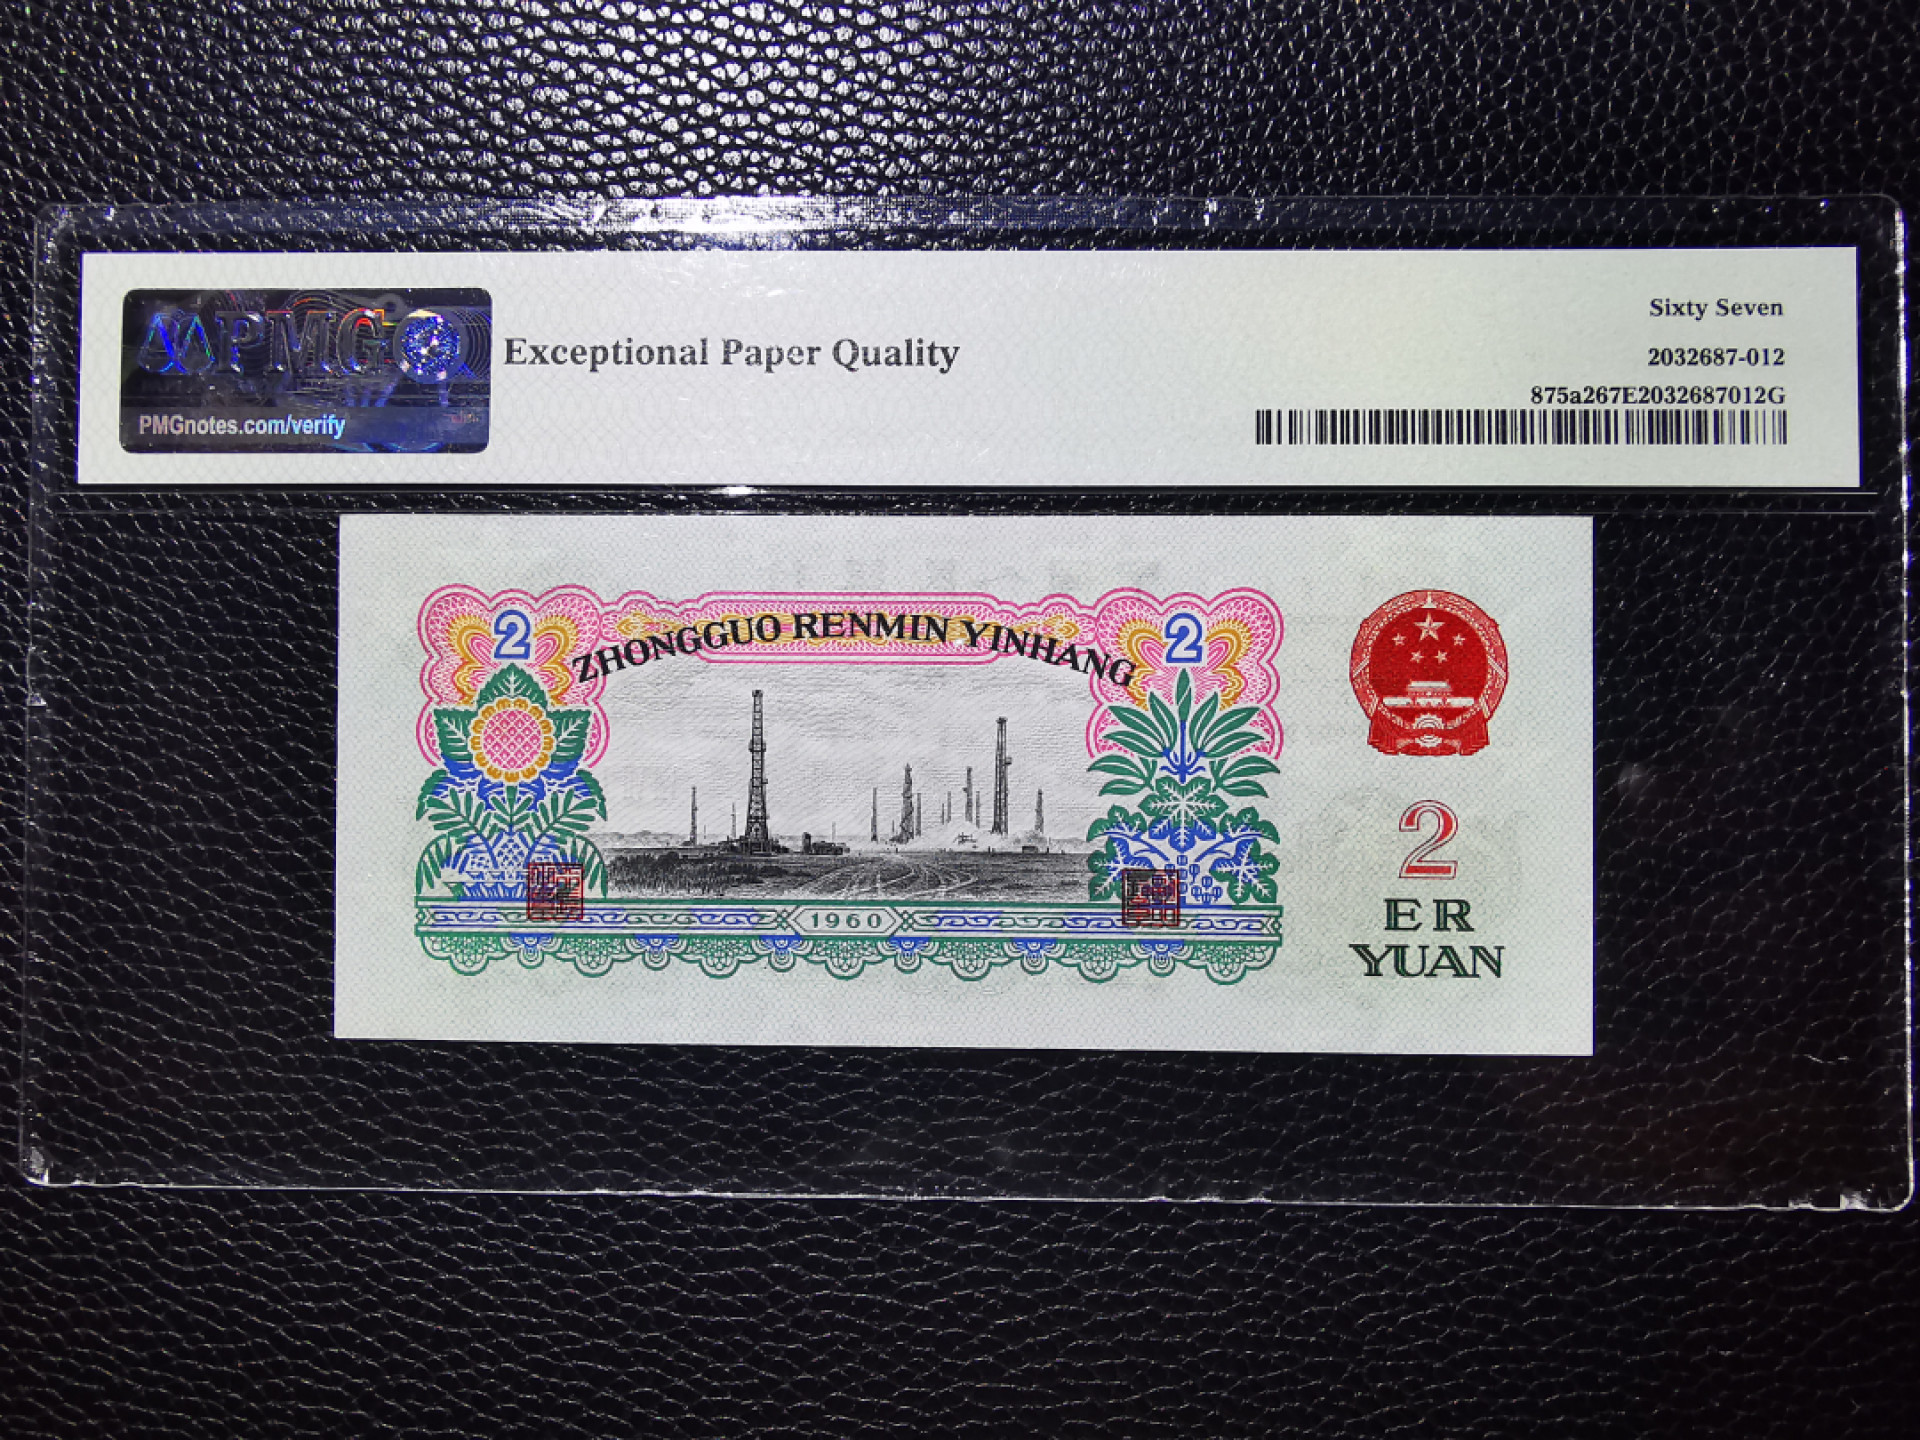 PMG
PMGnotes.com/verify
Exceptional Paper Quality
Sixty Seven
2032687-012
875a267E2032687012G
2
ZHONGGUO RENMIN YINHANG
2
1960
2
ER
YUAN